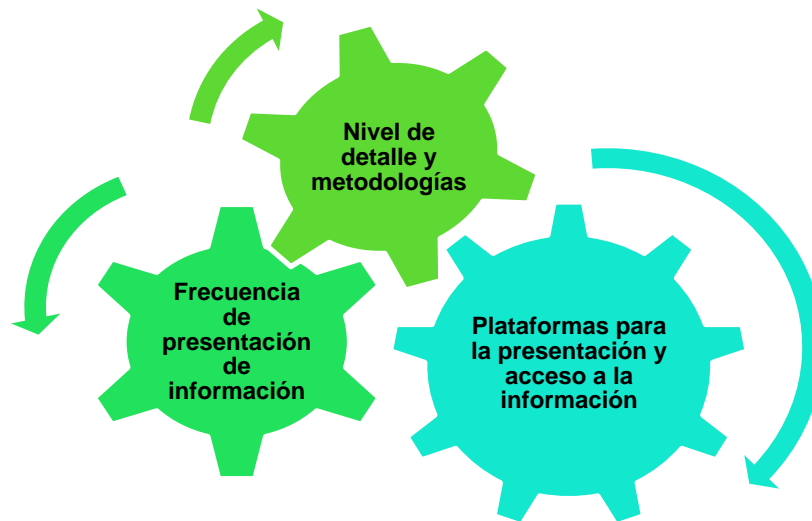 Nivel de
detalle y
metodologías
Frecuencia
de
presentación
de
información
Plataformas para
la presentación y
acceso a la
información